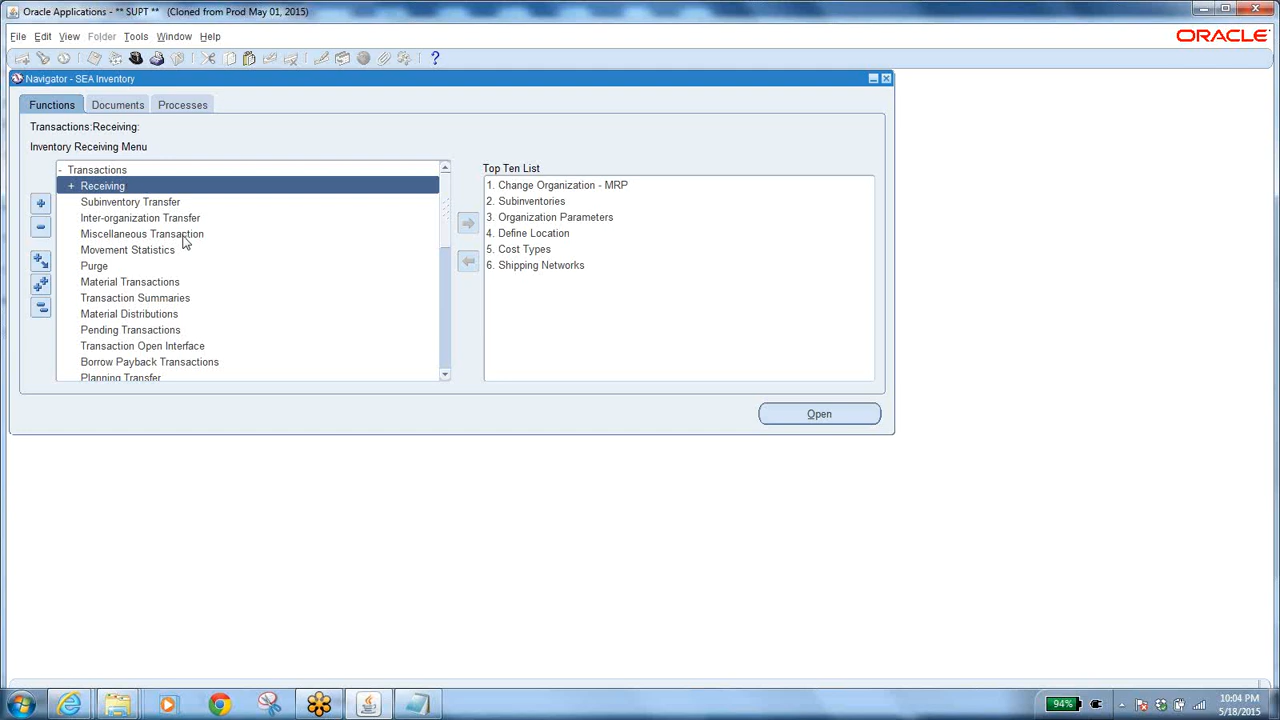 Oracle Applications - ** SUPT ** (Cloned from Prod May 01, 2015)
File Edit View Folder Tools Window Help
ORACLE
Navigator - SEA Inventory
Functions Documents Processes
Transactions:Receiving:
Inventory Receiving Menu
Top Ten List
- Transactions
+ Receiving
Subinventory Transfer
Inter-organization Transfer
Miscellaneous Transaction
Movement Statistics
Purge
Material Transactions
Transaction Summaries
Material Distributions
Pending Transactions
Transaction Open Interface
Borrow Payback Transactions
Planning Transfer
1. Change Organization - MRP
2. Subinventories
3. Organization Parameters
4. Define Location
5. Cost Types
6. Shipping Networks
Open
94%
10:04 PM
5/18/2015